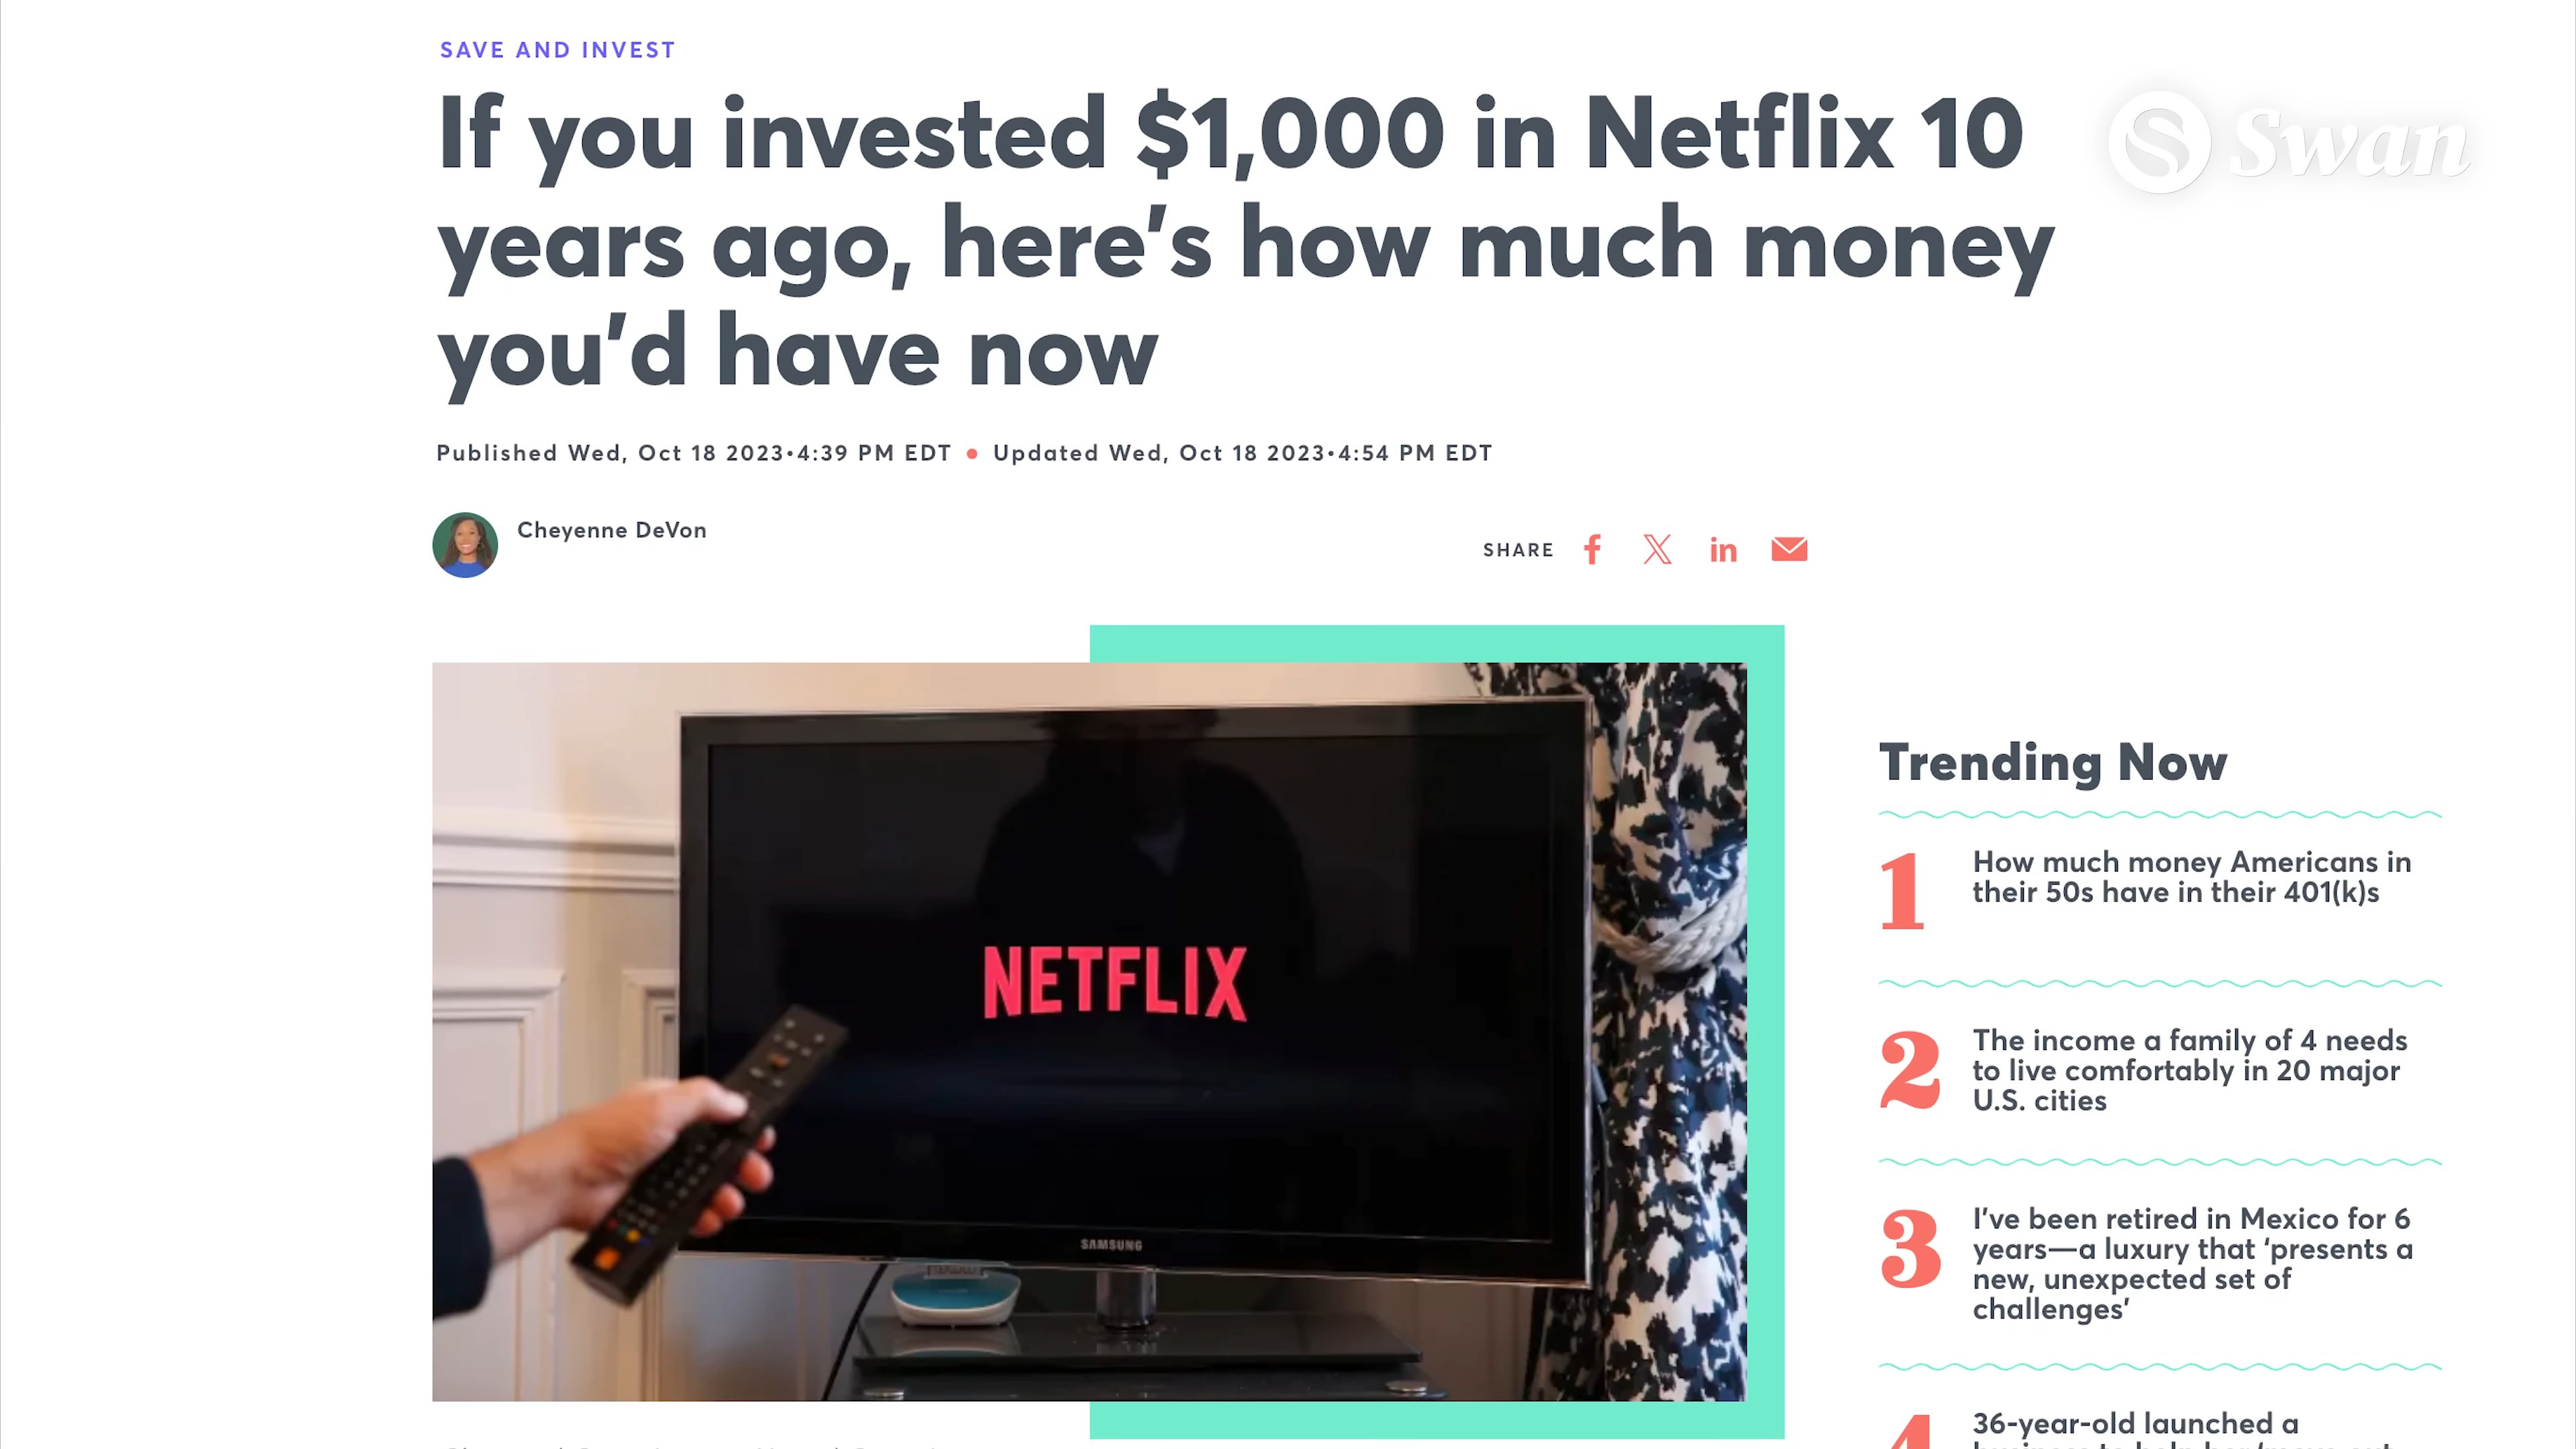 SAVE AND INVEST
If you invested $1,000 in Netflix 10
years ago, here's how much money
you'd have now
Swan
Published Wed, Oct 18 2023•4:39 PM EDT • Updated Wed, Oct 18 2023•4:54 PM EDT
Cheyenne DeVon
SHARE
NETFLIX
SAMSUNG
Trending Now
1
How much money Americans in
their 50s have in their 401(k)s
2
The income a family of 4 needs
to live comfortably in 20 major
U.S. cities
3
I've been retired in Mexico for 6
years—a luxury that ‘presents a
new, unexpected set of
challenges’
4
36-year-old launched a